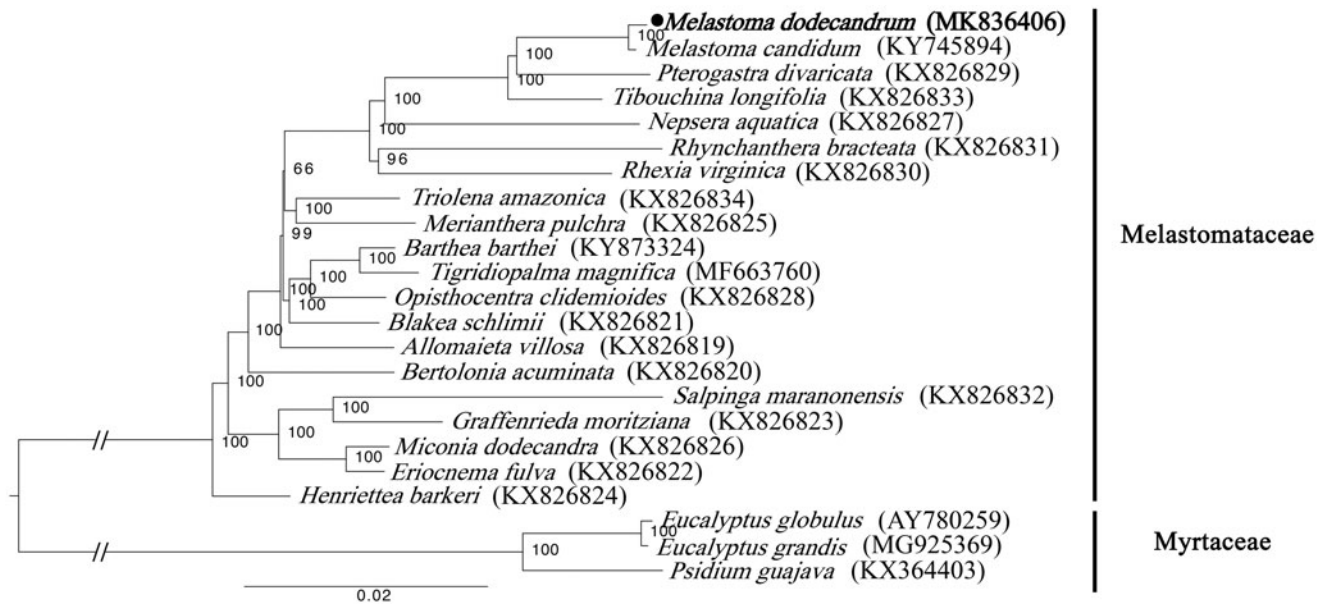 ●Melastoma dodecandrum (MK836406)
100
Melastoma candidum (KY745894)
100
Pterogastra divaricata (KX826829)
100
Tibouchina longifolia (KX826833)
100
Nepsera aquatica (KX826827)
100
Rhynchanthera bracteata (KX826831)
96
66
Rhexia virginica (KX826830)
Triolena amazonica (KX826834)
100
Merianthera pulchra (KX826825)
99
Melastomataceae
Barthea barthei (KY873324)
100
Tigridiopalma magnifica (MF663760)
100
100
Opisthocentra clidemioides (KX826828)
100
Blakea schlimii (KX826821)
100
Allomaieta villosa (KX826819)
Bertolonia acuminata (KX826820)
100
Salpinga maranonensis (KX826832)
100
Graffenrieda moritziana (KX826823)
100
100
Miconia dodecandra (KX826826)
100
Eriocnema fulva (KX826822)
Henriettea barkeri (KX826824)
Eucalyptus globulus (AY780259)
100
Eucalyptus grandis (MG925369)
100
Myrtaceae
Psidium guajava (KX364403)
0.02